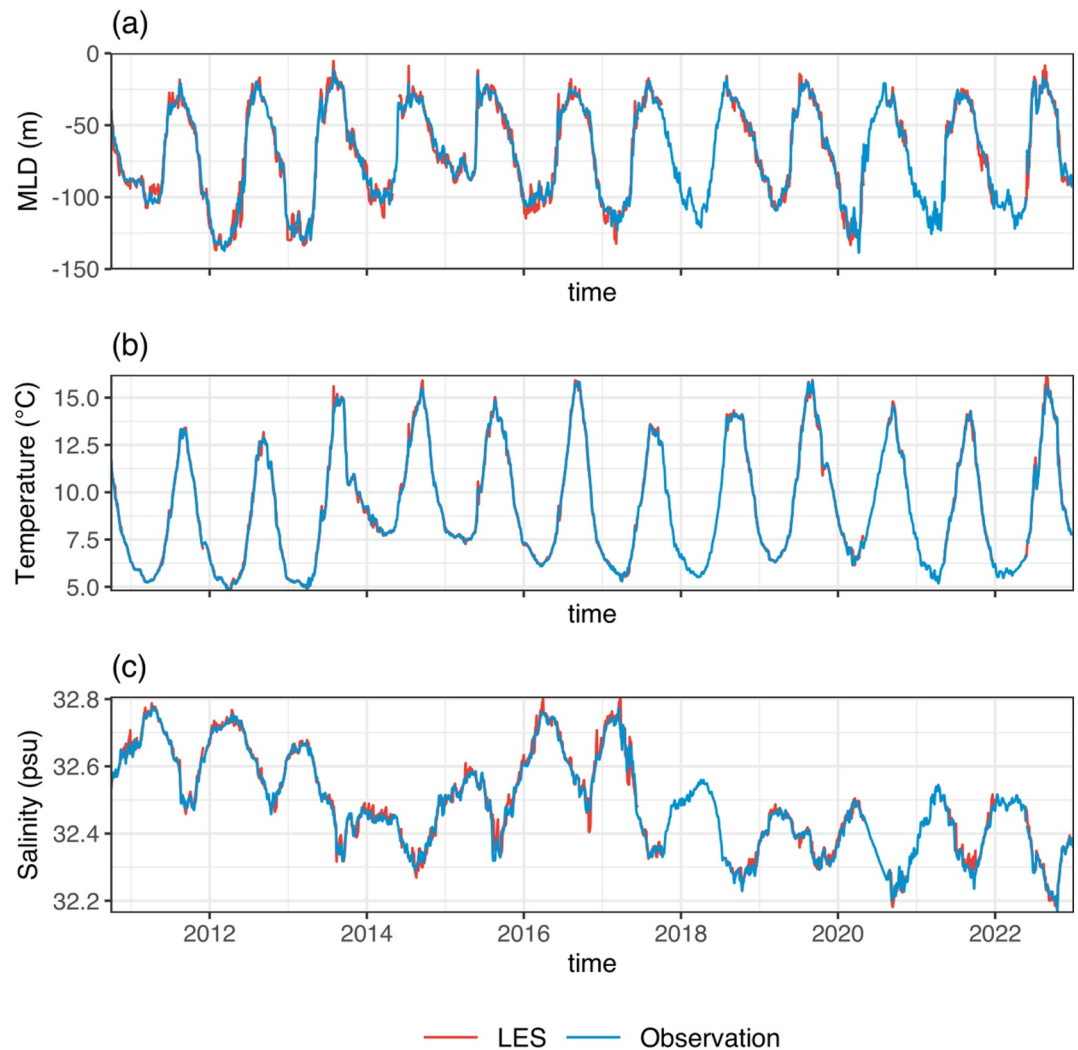 (a)
0
-50
-100
-150
MLD (m)
time
(b)
15.0
12.5
10.0
7.5
5.0
Temperature (°C)
time
(c)
32.8
32.6
32.4
32.2
Salinity (psu)
2012 2014 2016 2018 2020 2022
time
LES Observation